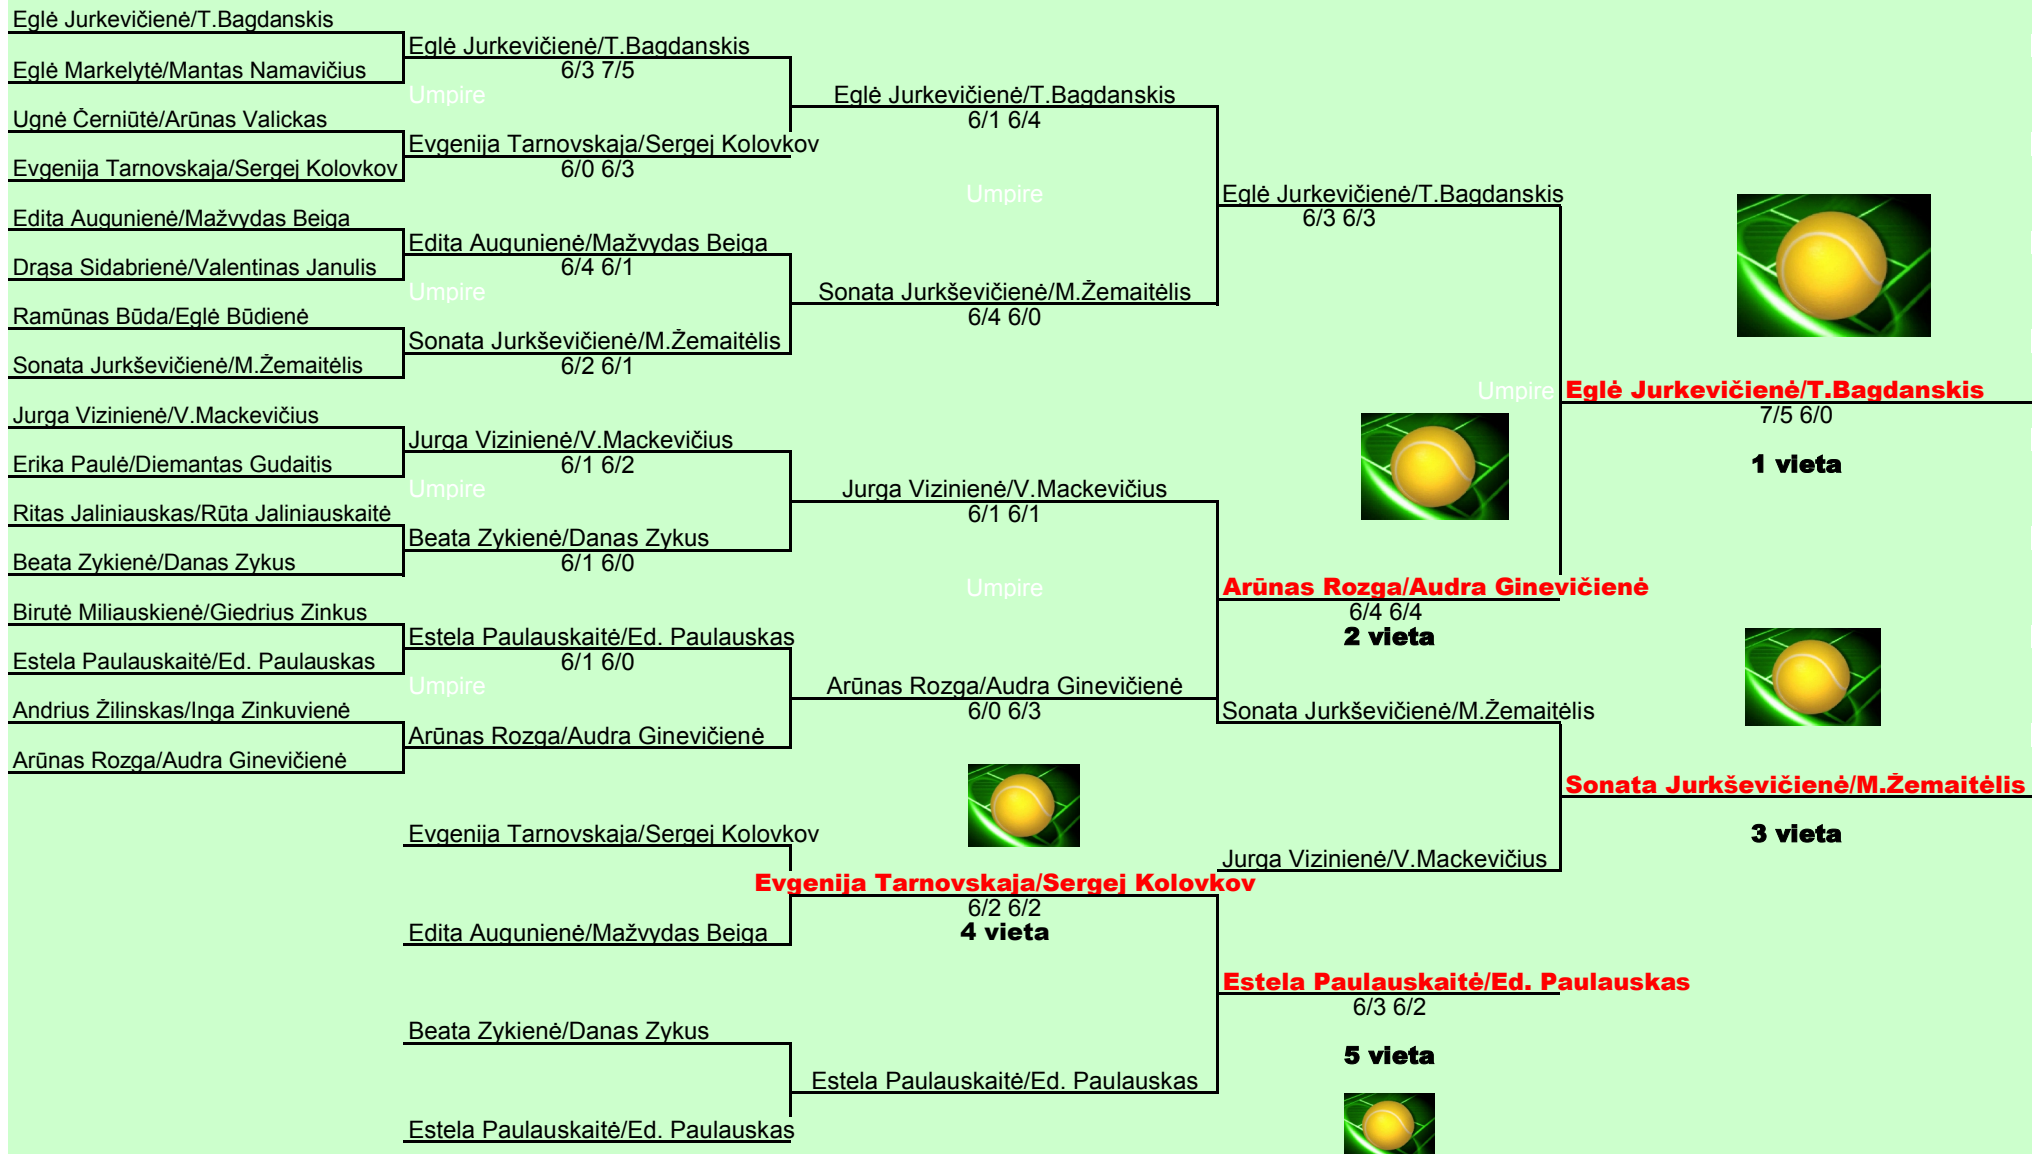 Eglė Jurkevičienė/T.Bagdanskis
Eglė Jurkevičienė/T.Bagdanskis
Eglė Markelytė/Mantas Namavičius
6/3 7/5
Umpire
Eglė Jurkevičienė/T.Bagdanskis
Ugnė Černiūtė/Arūnas Valickas
6/1 6/4
Evgenija Tarnovskaja/Sergej Kolovkov
Evgenija Tarnovskaja/Sergej Kolovkov
6/0 6/3
Umpire
Eglė Jurkevičienė/T.Bagdanskis
Edita Augunienė/Mažvydas Beiga
6/3 6/3
Edita Augunienė/Mažvydas Beiga
Drąsa Sidabrienė/Valentinas Janulis
6/4 6/1
Umpire
Sonata Jurkševičienė/M.Žemaitėlis
Ramūnas Būda/Eglė Būdienė
6/4 6/0
Sonata Jurkševičienė/M.Žemaitėlis
Sonata Jurkševičienė/M.Žemaitėlis
6/2 6/1
Umpire
Eglė Jurkevičienė/T.Bagdanskis
Jurga Vizinienė/V.Mackevičius
7/5 6/0
Jurga Vizinienė/V.Mackevičius
Erika Paulė/Diemantas Gudaitis
6/1 6/2
1 vieta
Umpire
Jurga Vizinienė/V.Mackevičius
Ritas Jaliniauskas/Rūta Jaliniauskaitė
6/1 6/1
Beata Zykienė/Danas Zykus
Beata Zykienė/Danas Zykus
6/1 6/0
Umpire
Arūnas Rozga/Audra Ginevičienė
Birutė Miliauskienė/Giedrius Zinkus
6/4 6/4
Estela Paulauskaitė/Ed. Paulauskas
2 vieta
Estela Paulauskaitė/Ed. Paulauskas
6/1 6/0
Umpire
Arūnas Rozga/Audra Ginevičienė
Andrius Žilinskas/Inga Zinkuvienė
6/0 6/3
Sonata Jurkševičienė/M.Žemaitėlis
Arūnas Rozga/Audra Ginevičienė
Arūnas Rozga/Audra Ginevičienė
Sonata Jurkševičienė/M.Žemaitėlis
Evgenija Tarnovskaja/Sergej Kolovkov
3 vieta
Jurga Vizinienė/V.Mackevičius
Evgenija Tarnovskaja/Sergej Kolovkov
6/2 6/2
Edita Augunienė/Mažvydas Beiga
4 vieta
Estela Paulauskaitė/Ed. Paulauskas
6/3 6/2
Beata Zykienė/Danas Zykus
5 vieta
Estela Paulauskaitė/Ed. Paulauskas
Estela Paulauskaitė/Ed. Paulauskas